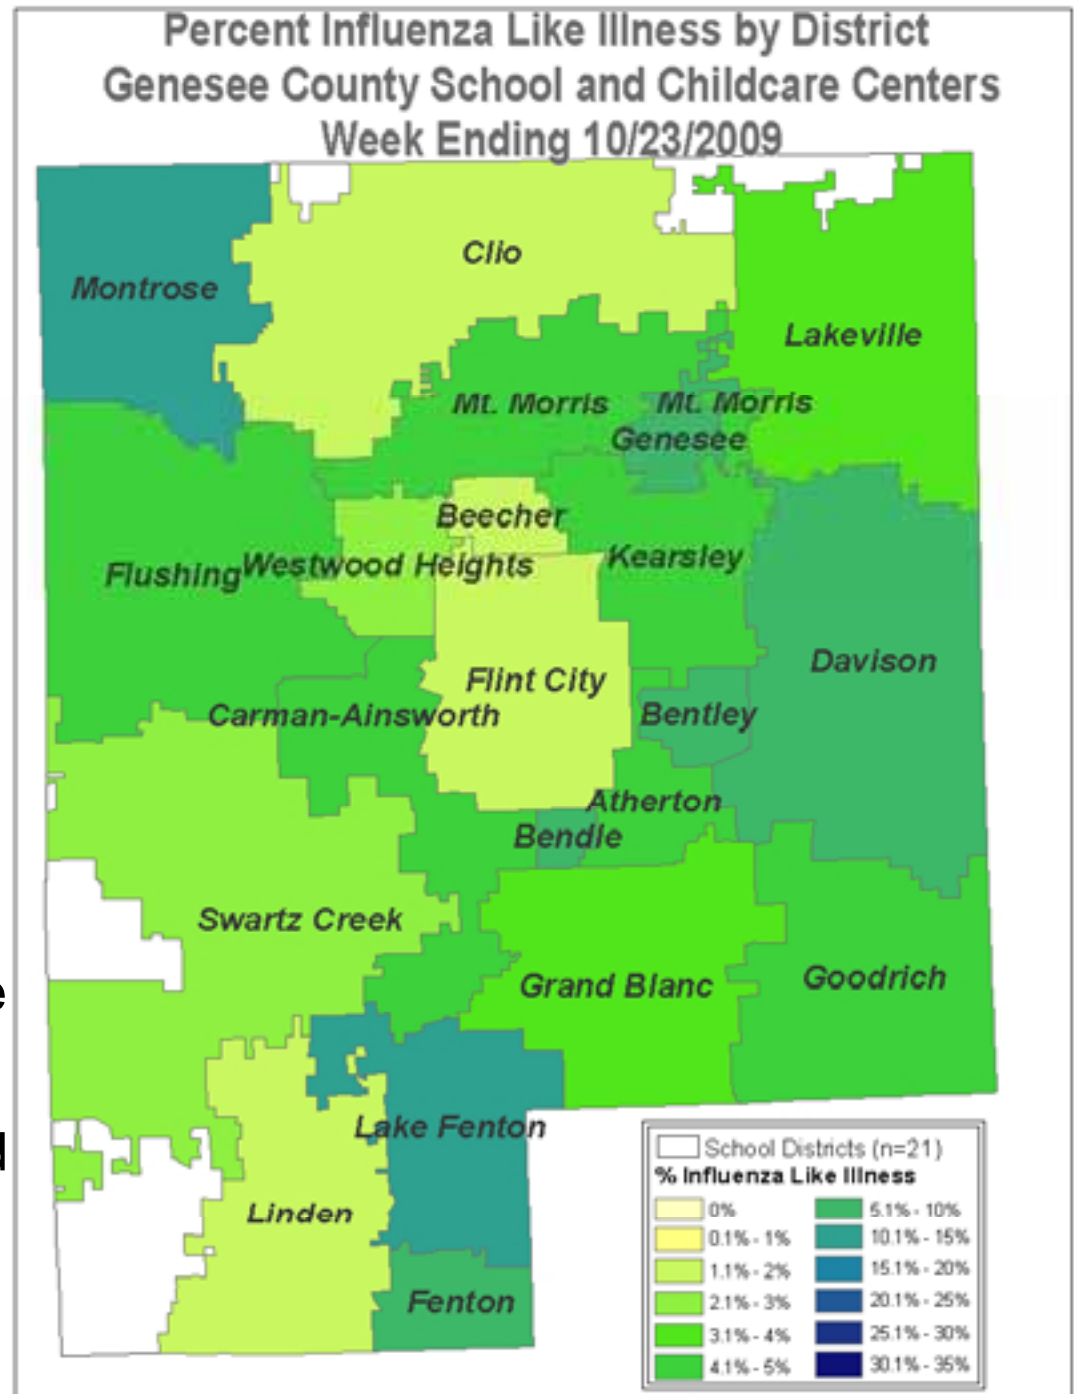 Percent Influenza Like Illness by District
Genesee County School and Childcare Centers
Week Ending 10/23/2009
Clio
Montrose
Lakeville
Mt. Morris
Mt. Morris
Genesee
Beecher
Westwood Heights
Kearsley
Flushing
Davison
Flint City
Carman-Ainsworth
Bentley
Atherton
Bendle
Swartz Creek
Grand Blanc
Goodrich
e
Lake Fenton
d
Linden
Fenton
School Districts (n=21)
% Influenza Like Illness
0%
0.1% - 1%
1.1% - 2%
2.1% - 3%
3.1% - 4%
4.1% - 5%
5.1% - 10%
10.1% - 15%
15.1% - 20%
20.1% - 25%
25.1% - 30%
30.1% - 35%